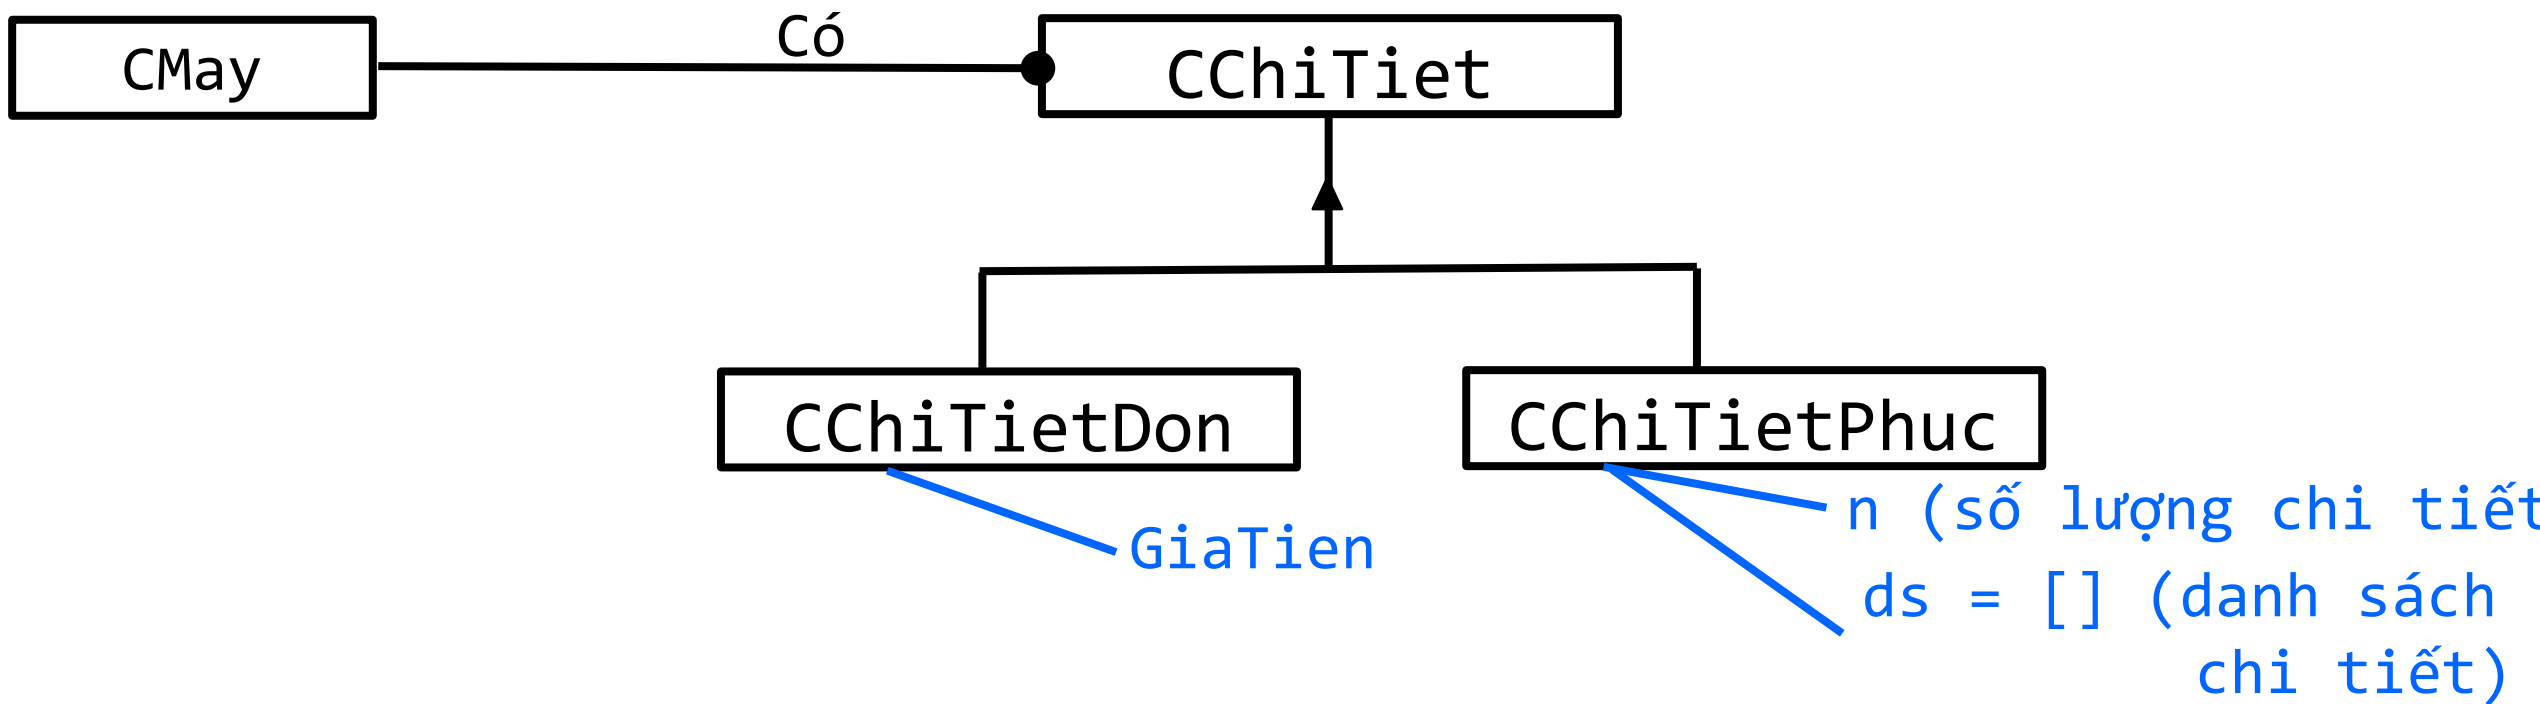 CMay
Có
CChiTiet
CChiTietDon
CChiTietPhuc
GiaTien
n (số lượng chi tiết
ds = [] (danh sách
chi tiết)